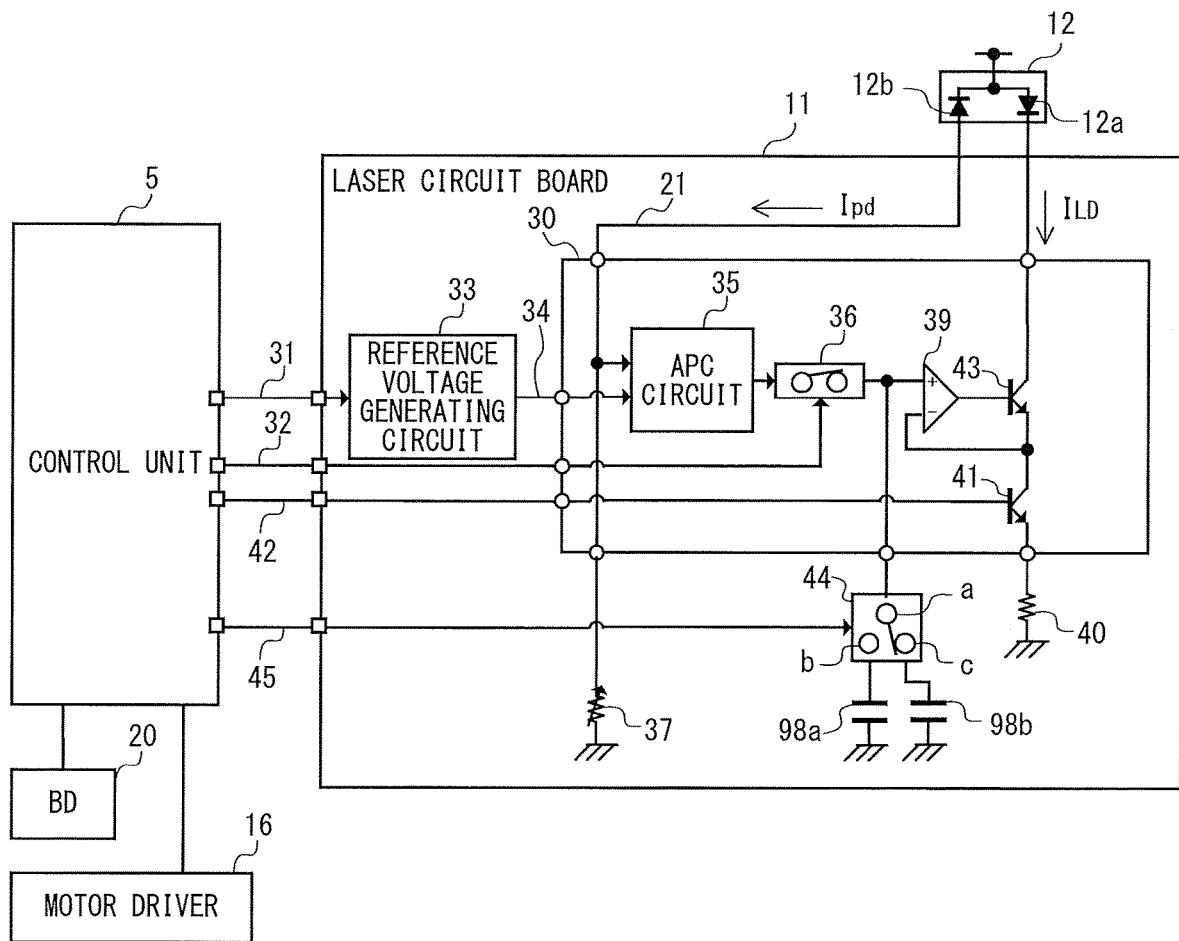 12
12b
12a
11
LASER CIRCUIT BOARD
5
21
Ipd
ILD
30
35
33
34
36
39
REFERENCE
VOLTAGE
GENERATING
CIRCUIT
APC
CIRCUIT
43
31
+
−
32
CONTROL UNIT
41
42
44
a
b
c
40
45
37
98a
98b
20
BD
16
MOTOR DRIVER